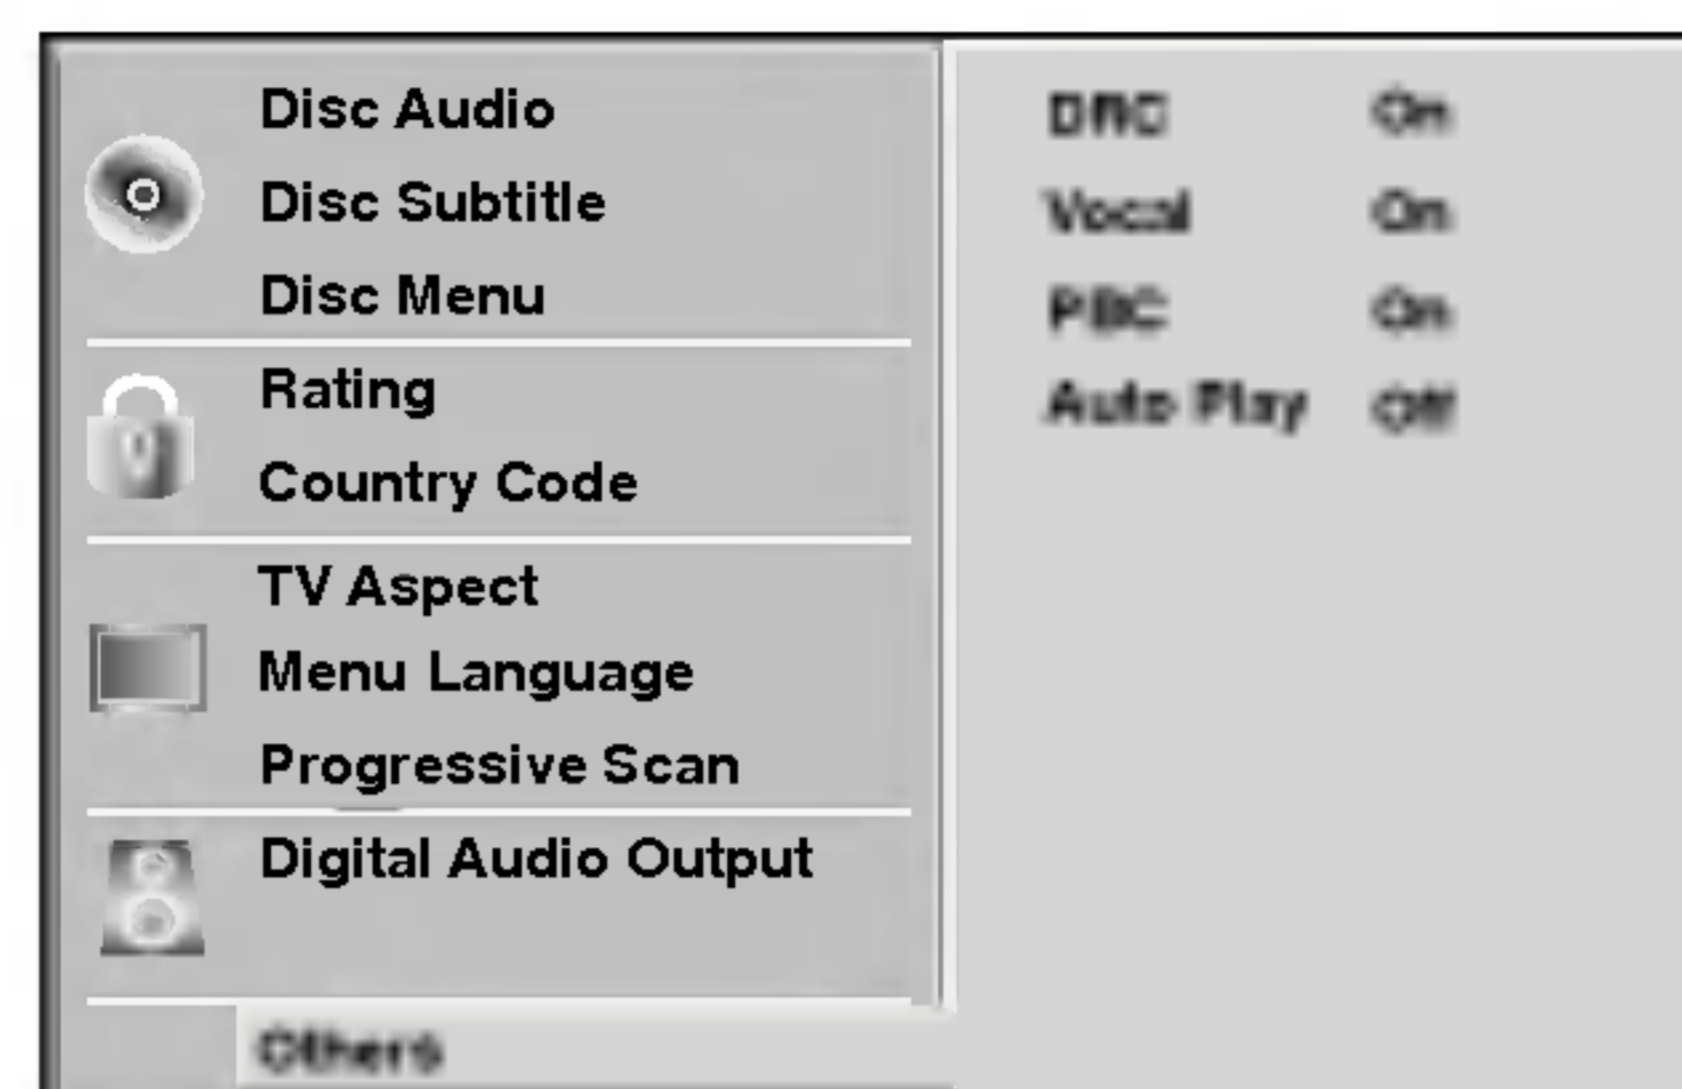 Disc Audio
Disc Subtitle
Disc Menu
Rating
Country Code
TV Aspect
Menu Language
Progressive Scan
Digital Audio Output
Others
DRC On
Vocal On
PBC On
Auto Play Off